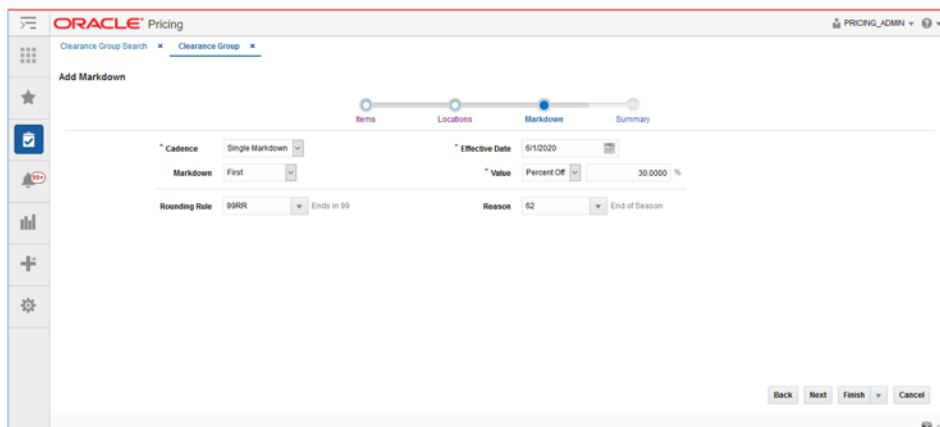 ORACLE® Pricing PRICING_ADMIN
Clearance Group Search × Clearance Group ×
Add Markdown
Items Locations Markdown Summary
* Cadence Single Markdown * Effective Date 6/1/2020
Markdown First * Value Percent Off 30.0000 %
99+
Rounding Rule 99RR Ends in 99 Reason 62 End of Season
Back Next Finish Cancel